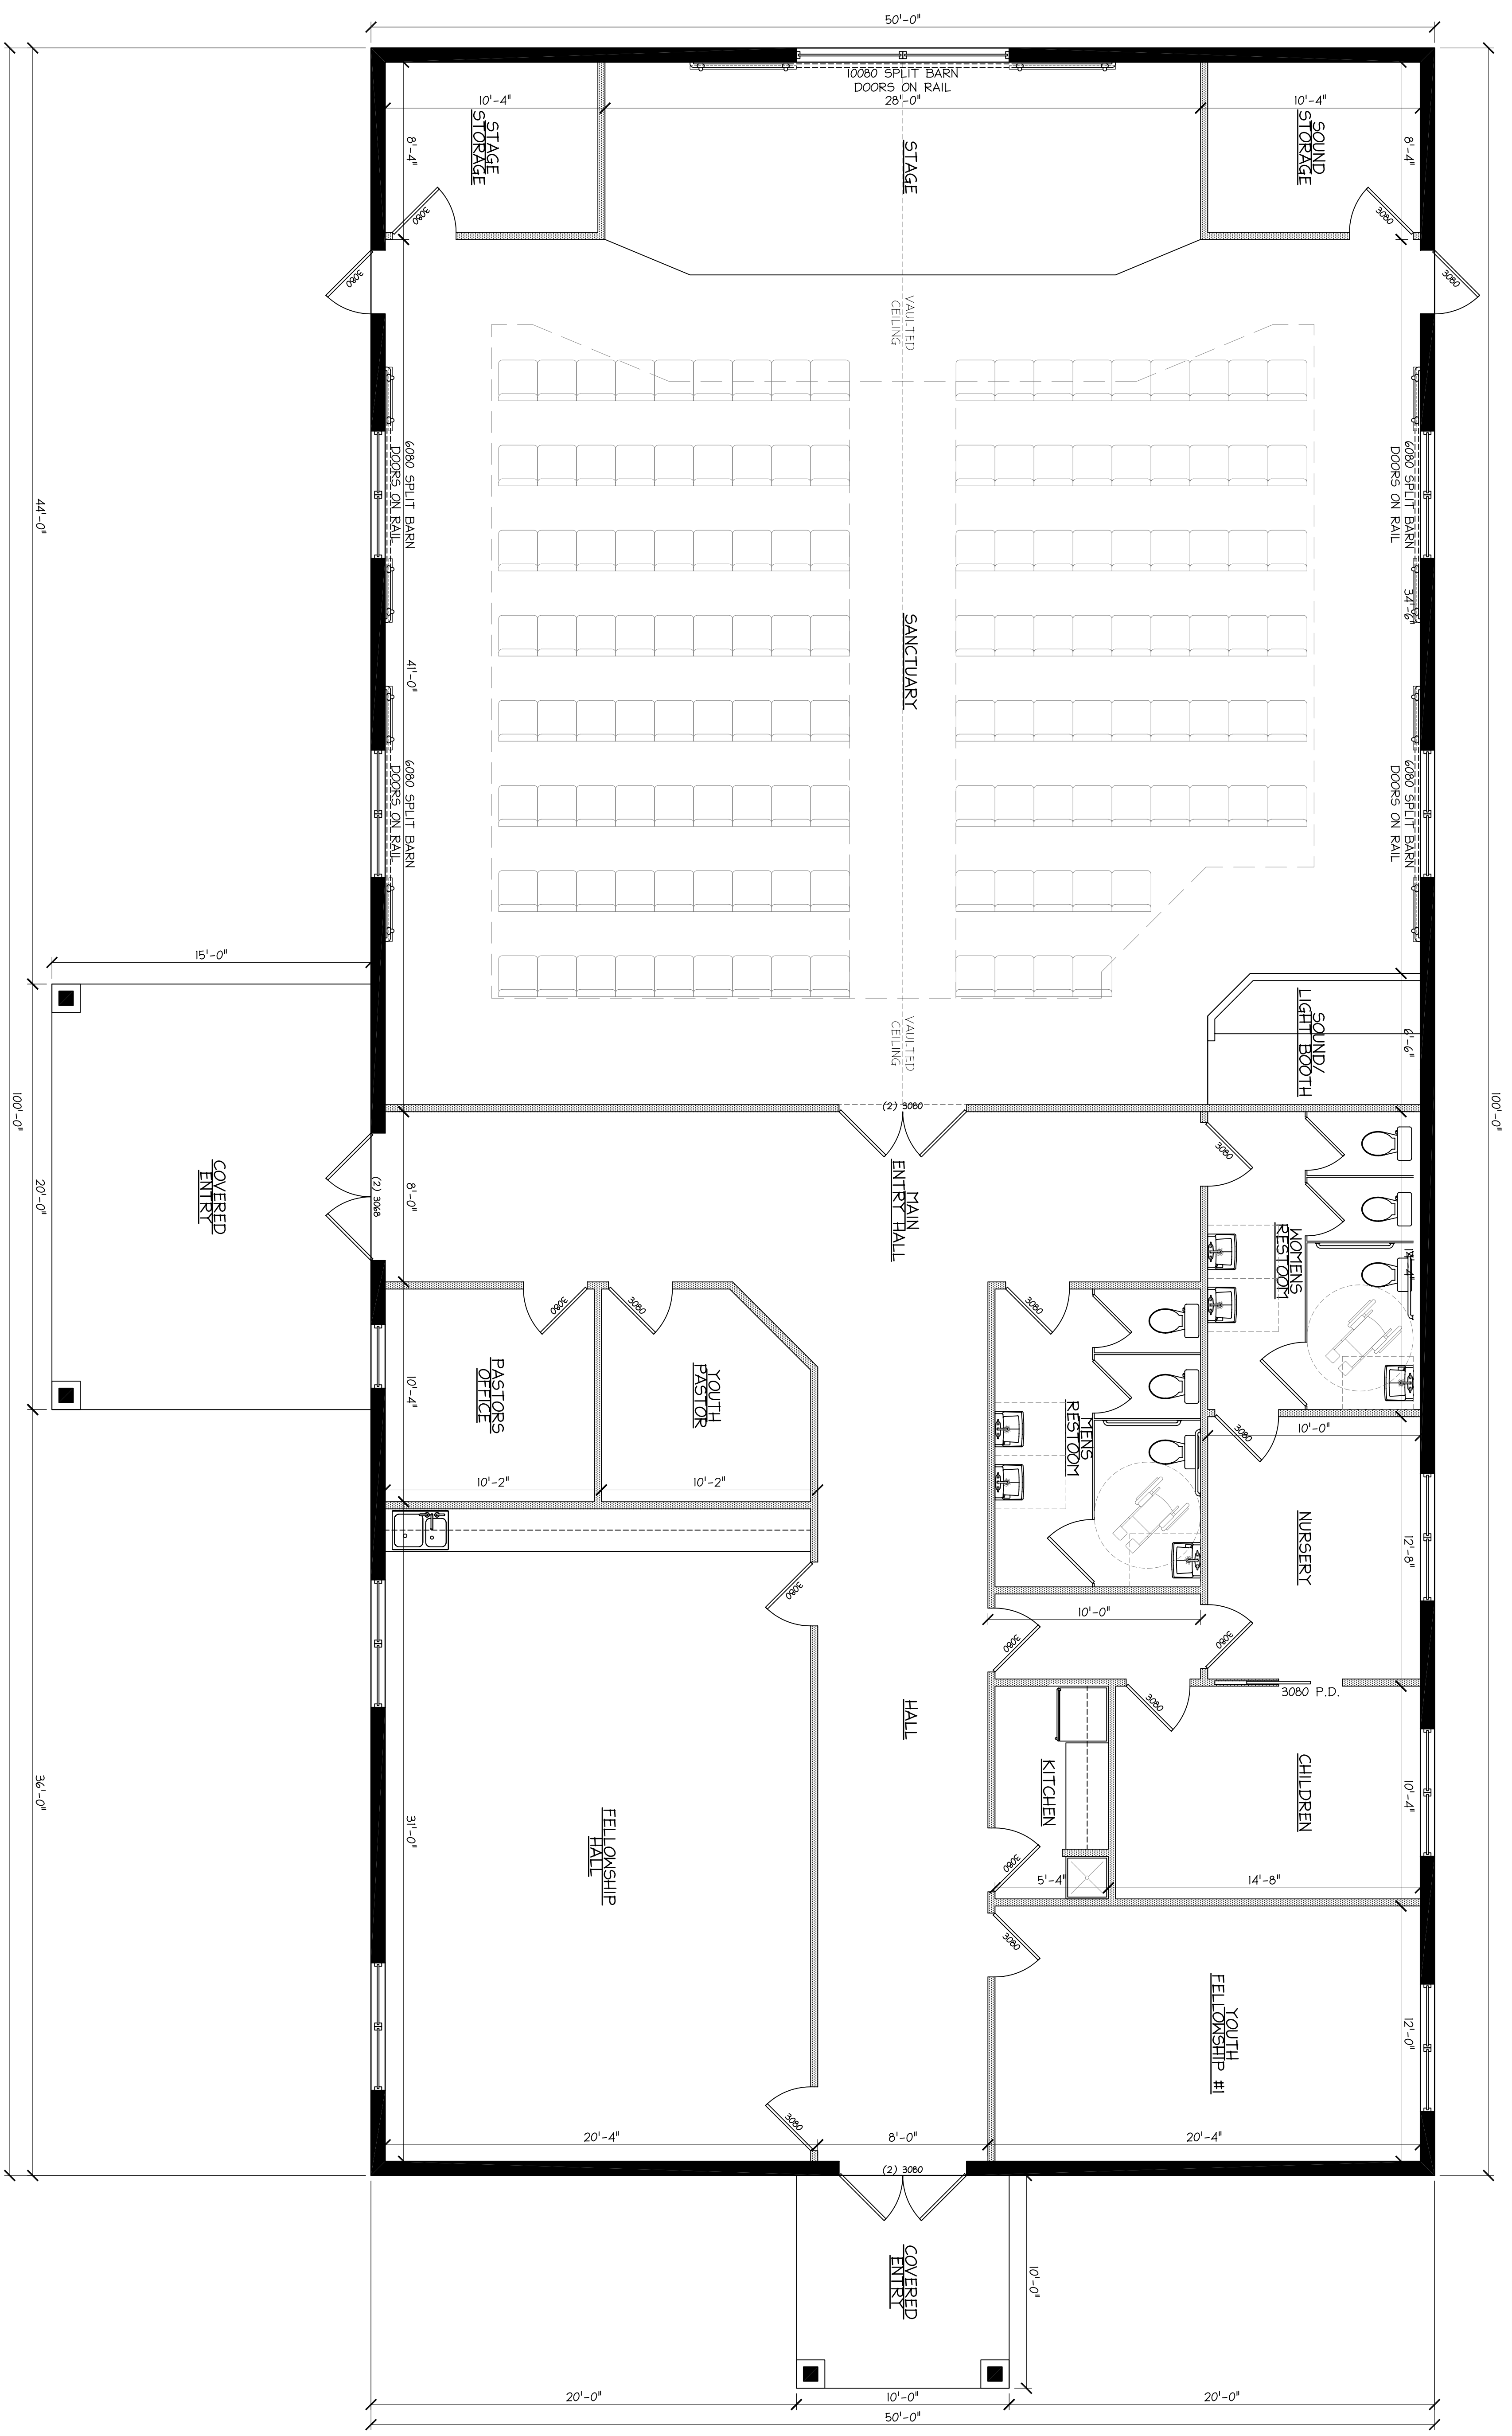 50'-0"
10080 SPLIT BARN
DOORS ON RAIL
10'-4"
28'-0"
10'-4"
STAGE
STORAGE
8'-4"
STAGE
SOUND
STORAGE
8'-4"
3080
3080
3080
3080
VAULTED
CEILING
6080 SPLIT BARN
DOORS ON RAIL
6080 SPLIT BARN
DOORS ON RAIL
44'-0"
34'-6"
SANCTUARY
41'-0"
6080 SPLIT BARN
DOORS ON RAIL
6080 SPLIT BARN
DOORS ON RAIL
15'-0"
VAULTED
CEILING
SOUND/
LIGHT BOOTH
6'-6"
100'-0"
100'-0"
(2) 3080
3080
COVERED
ENTRY
20'-0"
(2) 3068
8'-0"
MAIN
ENTRY HALL
WOMENS
RESTOOM
3080
3080
3080
PASTORS
OFFICE
10'-4"
YOUTH
PASTOR
MENS
RESTOOM
3080
10'-0"
10'-2"
10'-2"
NURSERY
12'-8"
3080
10'-0"
3080
3080
HALL
3080
3080 P.D.
KITCHEN
CHILDREN
10'-4"
36'-0"
31'-0"
FELLOWSHIP
HALL
3080
5'-4"
14'-8"
3080
YOUTH
FELLOWSHIP #1
12'-0"
3080
20'-4"
8'-0"
20'-4"
(2) 3080
COVERED
ENTRY
10'-0"
20'-0"
10'-0"
20'-0"
50'-0"